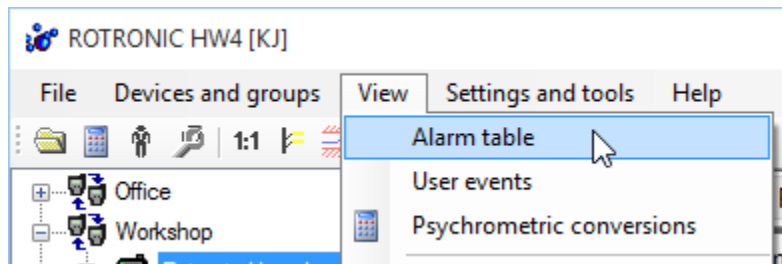 ROTRONIC HW4 [KJ]
File Devices and groups View Settings and tools Help
1:1
Alarm table
Office
User events
Workshop
Psychrometric conversions